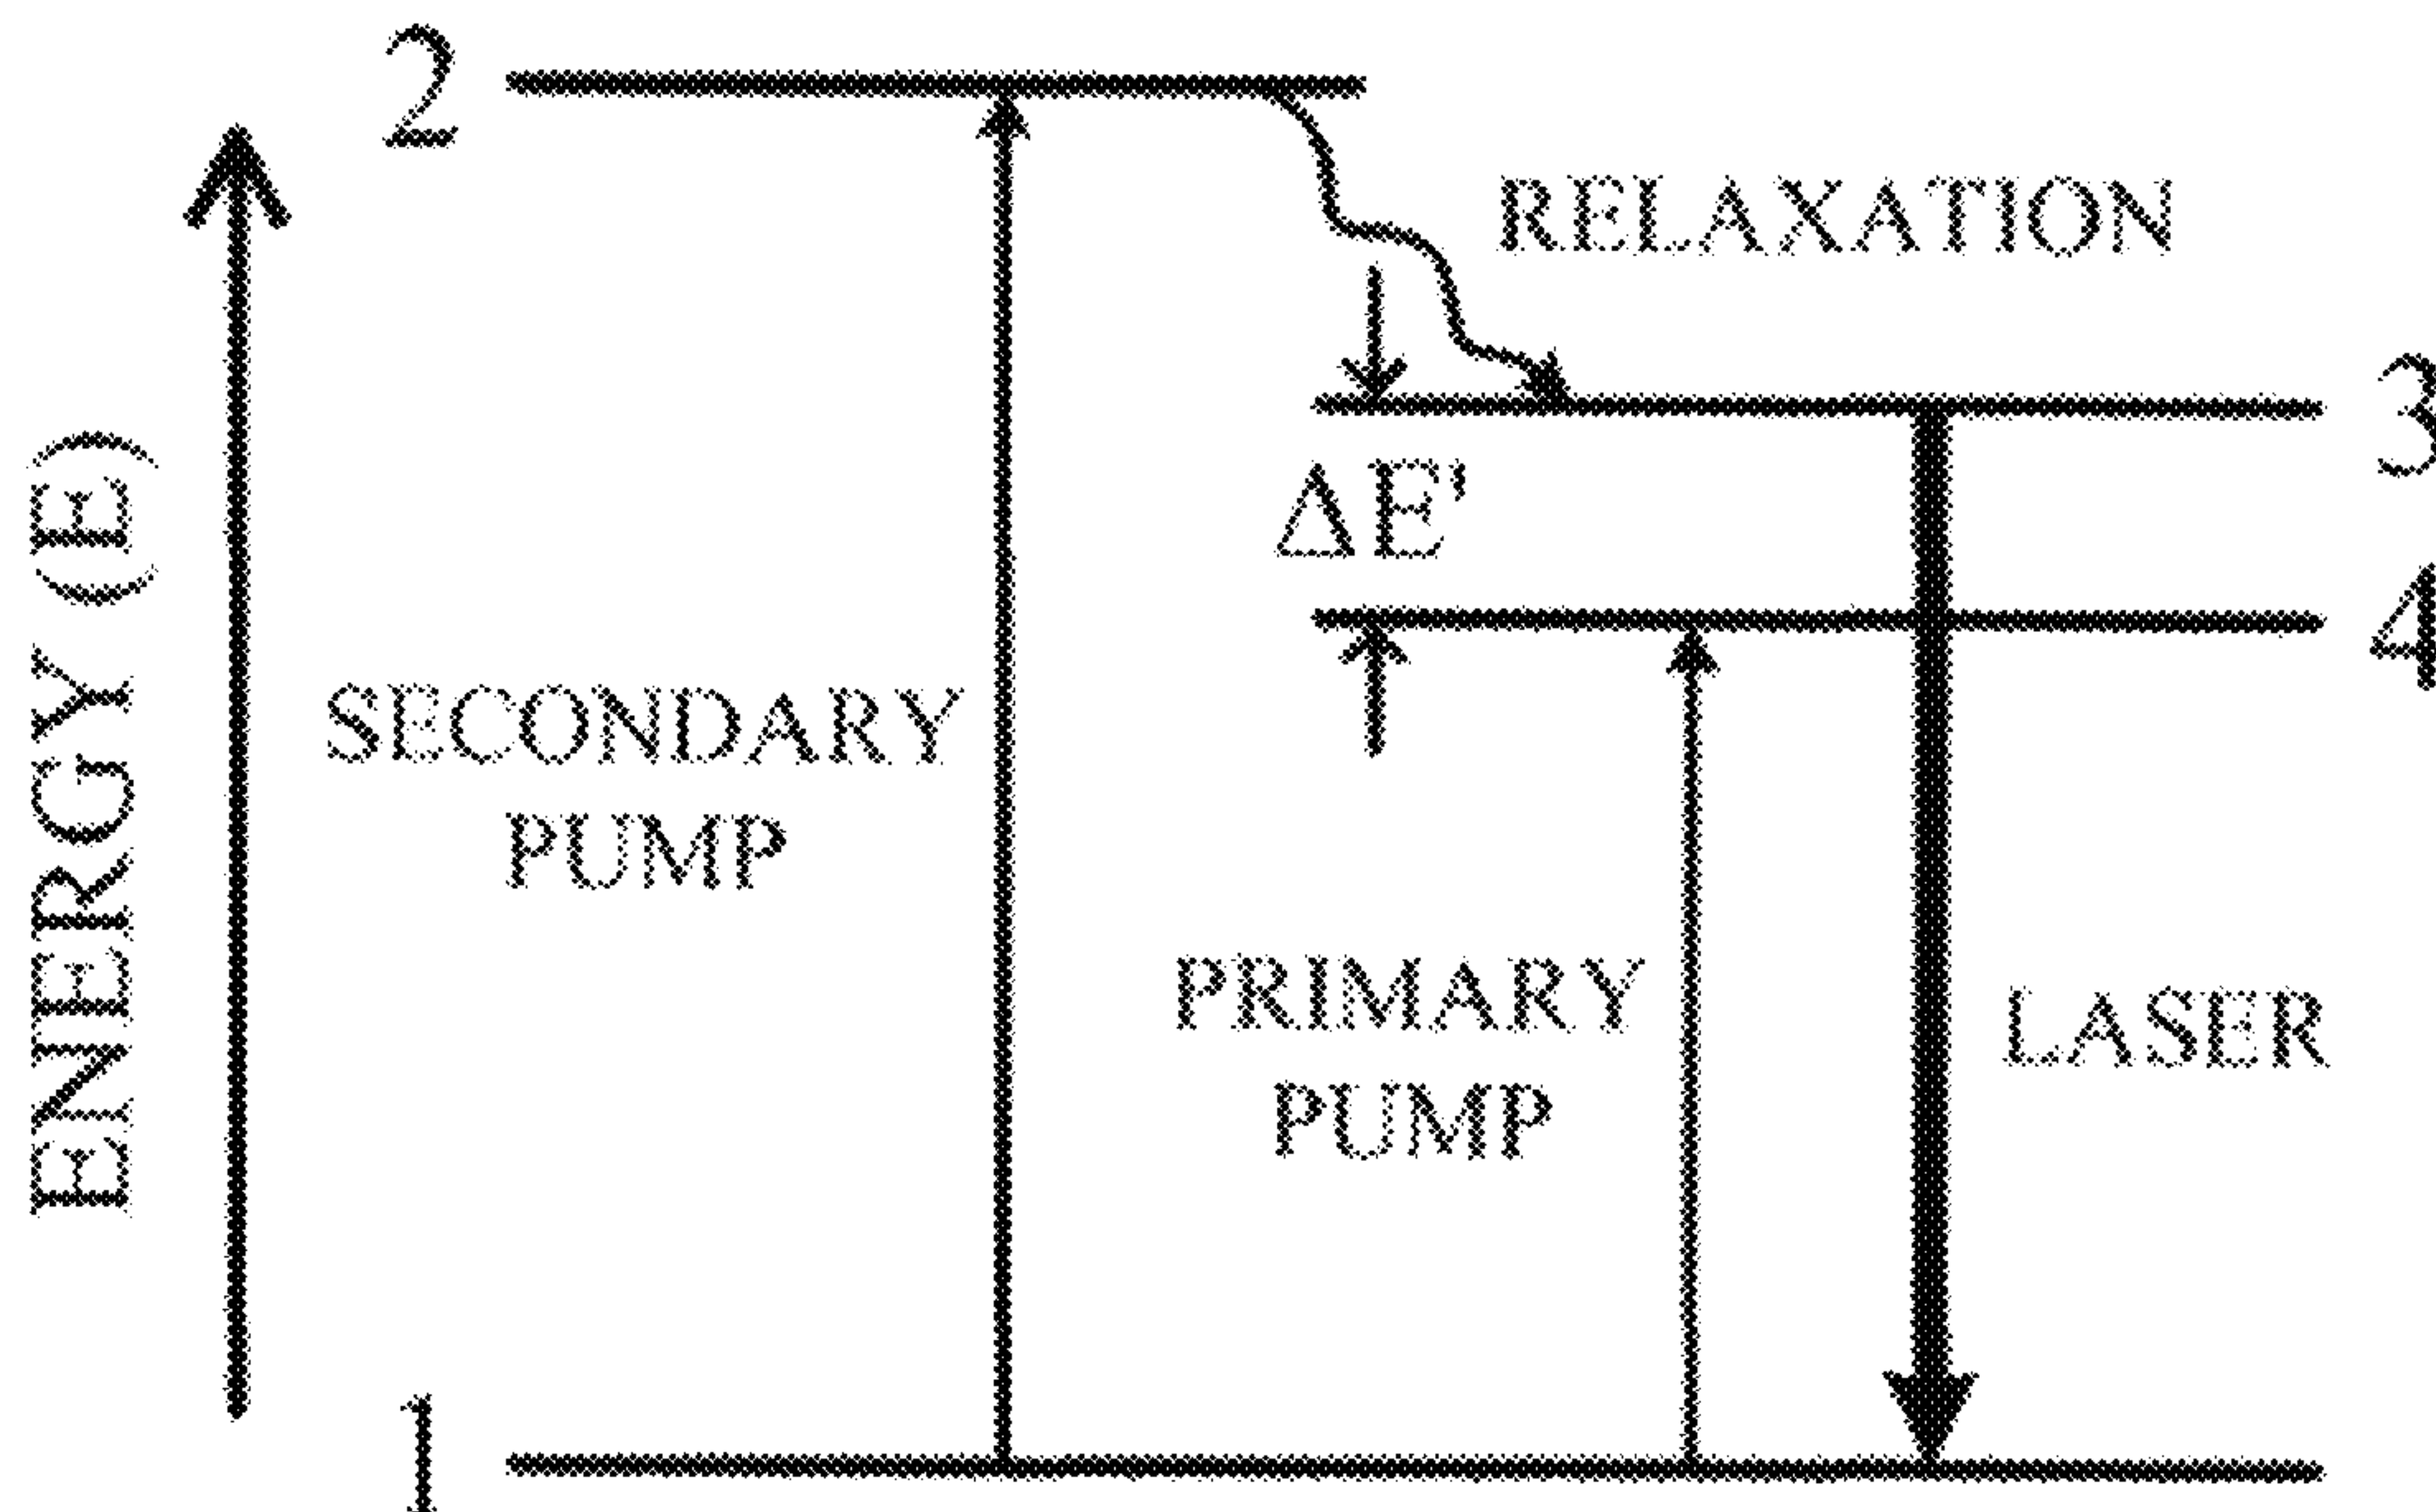 2
RELAXATION
3
ΔE'
4
ENERGY (E)
SECONDARY
PUMP
PRIMARY
PUMP
LASER
1